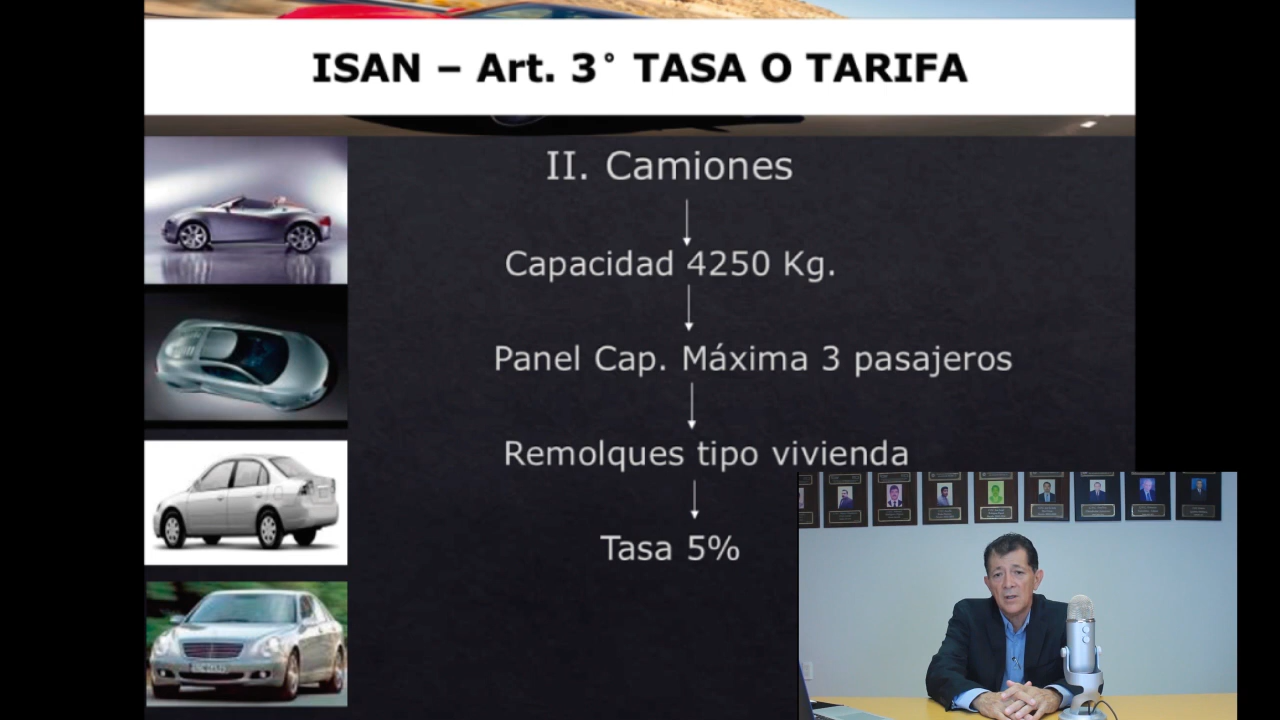 ISAN – Art. 3° TASA O TARIFA
II. Camiones
Capacidad 4250 Kg.
Panel Cap. Máxima 3 pasajeros
Remolques tipo vivienda
Tasa 5%